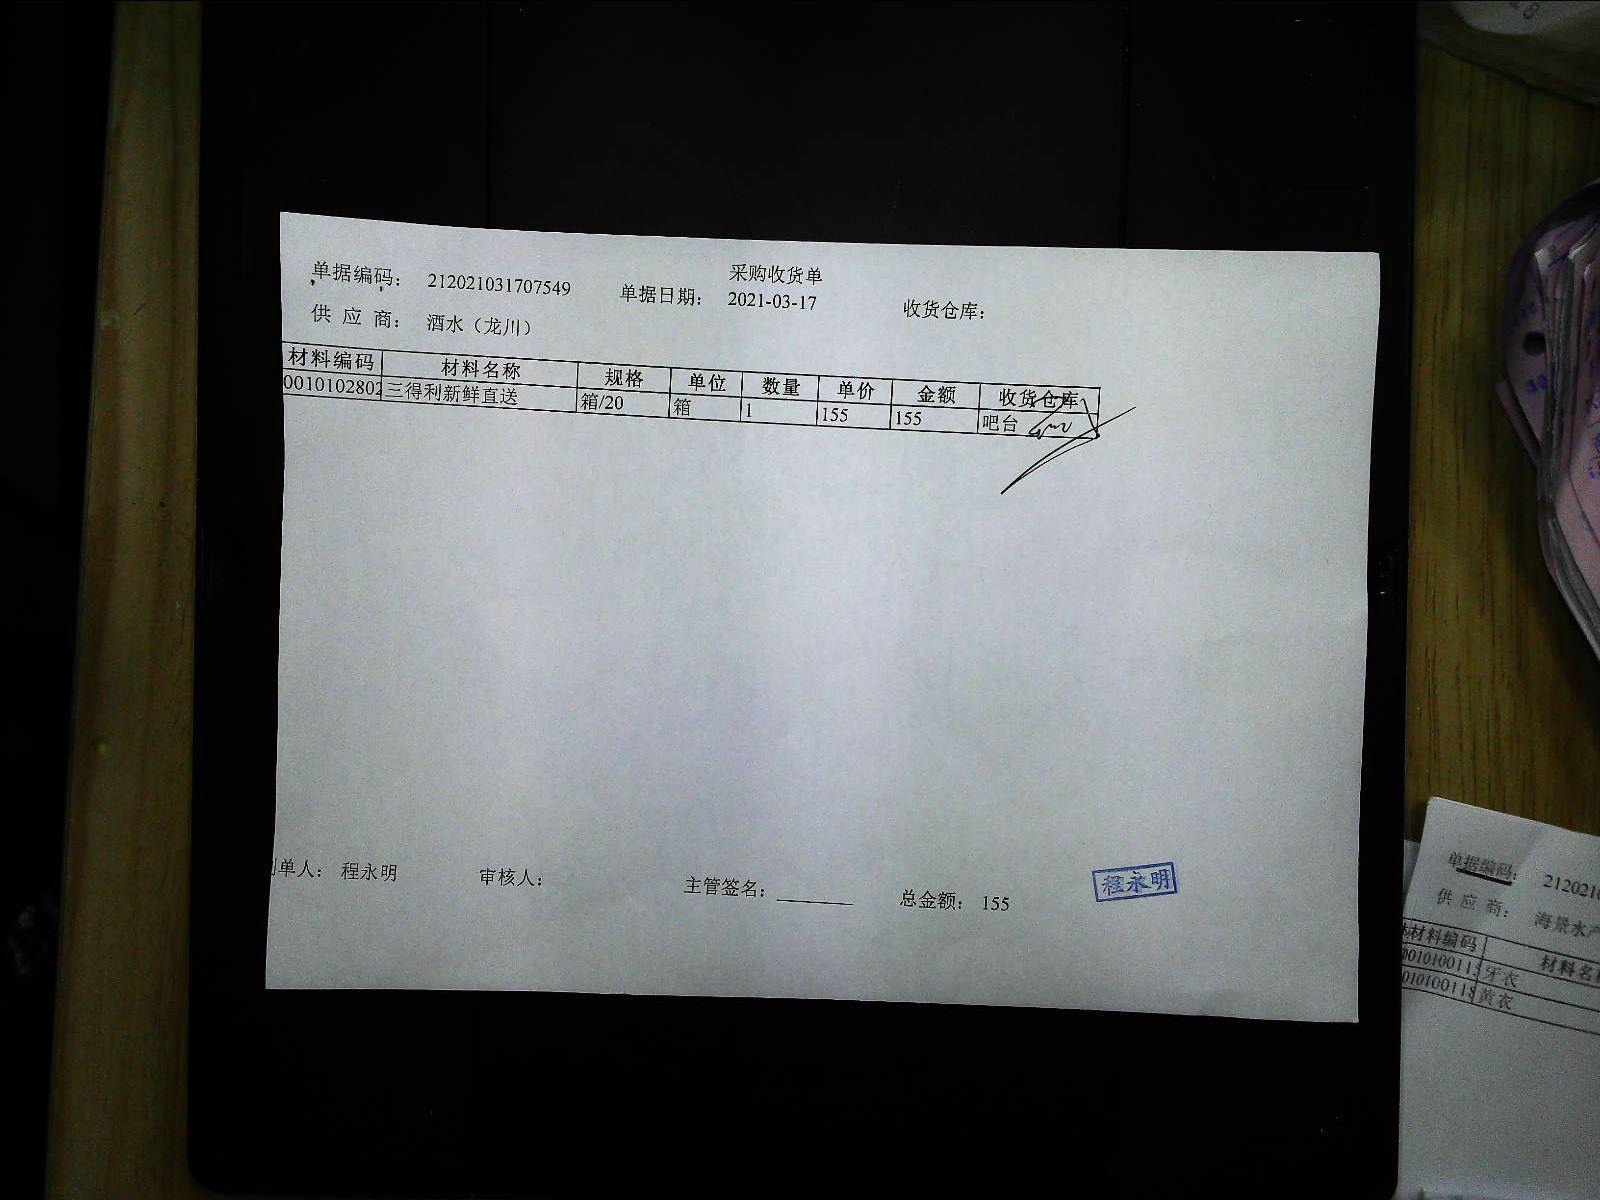 采购收货单
单据编码： 212021031707549 单据日期： 2021-03-17 收货仓库：
供 应 商： 酒水（龙川）
材料编码 材料名称 规格 单位 数量 单价 金额 收货仓库
0010102802 三得利新鲜直送 箱/20 箱 1 155 155 吧台
单人： 程永明 审核人： 主管签名： 总金额： 155
程永明
单据编码： 212021
供 应 商： 海景水产
材料编码 材料名
001010011 牙衣
010100118 黄衣